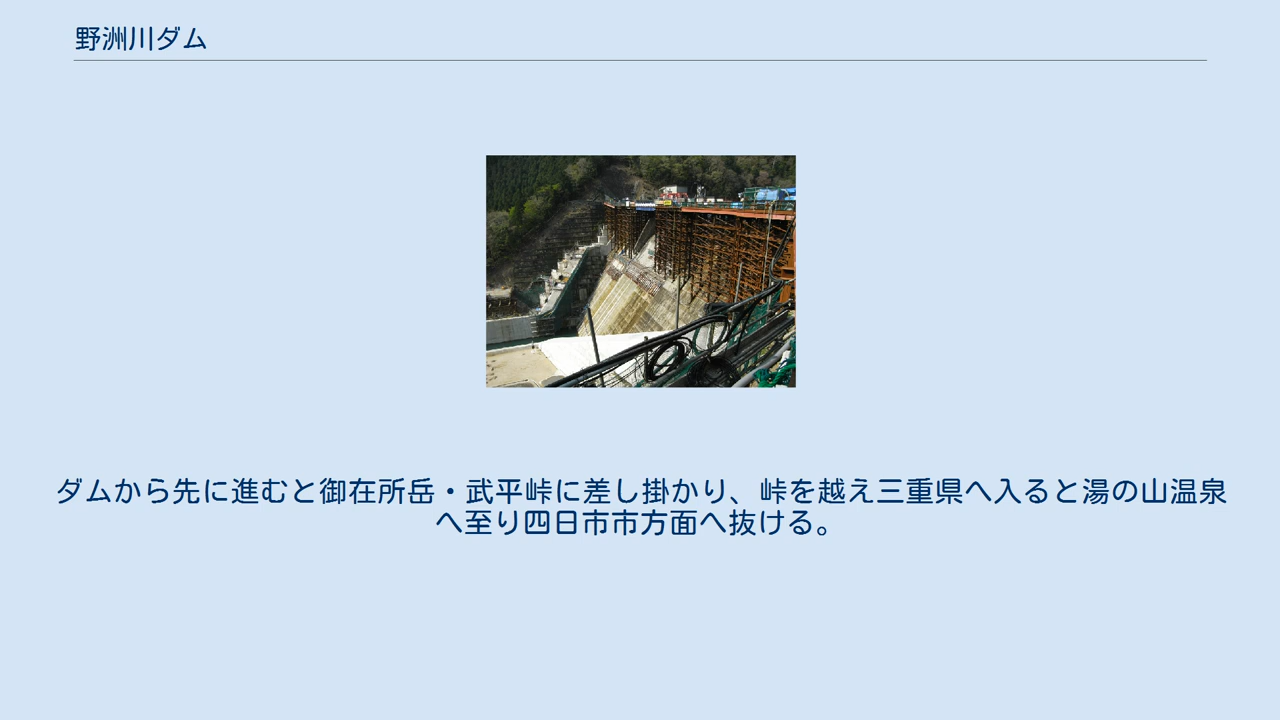 野洲川ダム
ダムから先に進むと御在所岳・武平峠に差し掛かり、峠を越え三重県へ入ると湯の山温泉
へ至り四日市市方面へ抜ける。